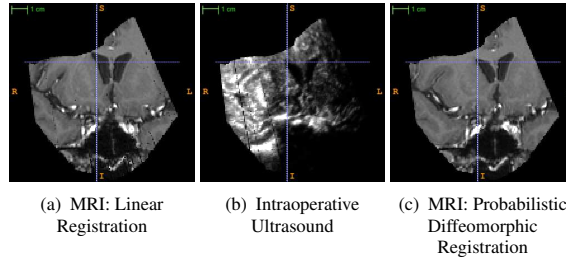 1 cm S 1 cm S 1 cm S
R L R L R L
I I I
(a) MRI: Linear
Registration
(b) Intraoperative
Ultrasound
(c) MRI: Probabilistic
Diffeomorphic
Registration